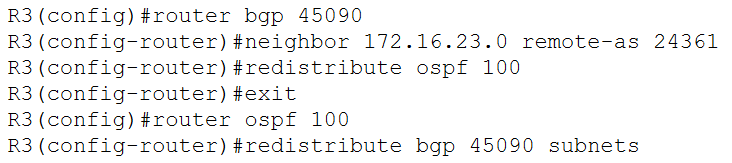 R3(config)#router bgp 45090
R3(config-router)#neighbor 172.16.23.0 remote-as 24361
R3(config-router)#redistribute ospf 100
R3(config-router)#exit
R3(config)#router ospf 100
R3(config-router)#redistribute bgp 45090 subnets